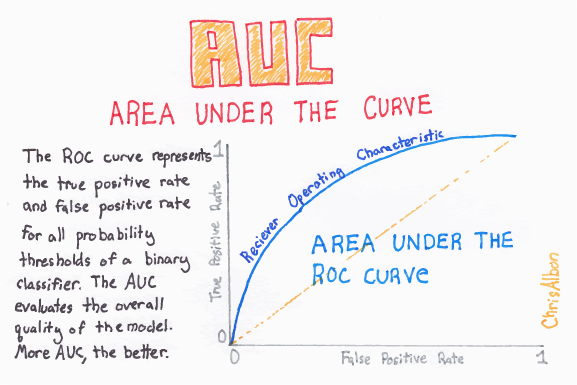 AUC
AREA UNDER THE CURVE
The ROC curve represents
the true positive rate
and false positive rate
for all probability
thresholds of a binary
classifier. The AUC
evaluates the overall
quality of the model.
More AUC, the better.
1
True Positive Rate
0
Reciever Operating Characteristic
AREA UNDER THE
ROC CURVE
0
False Positive Rate
1
ChrisAlbon